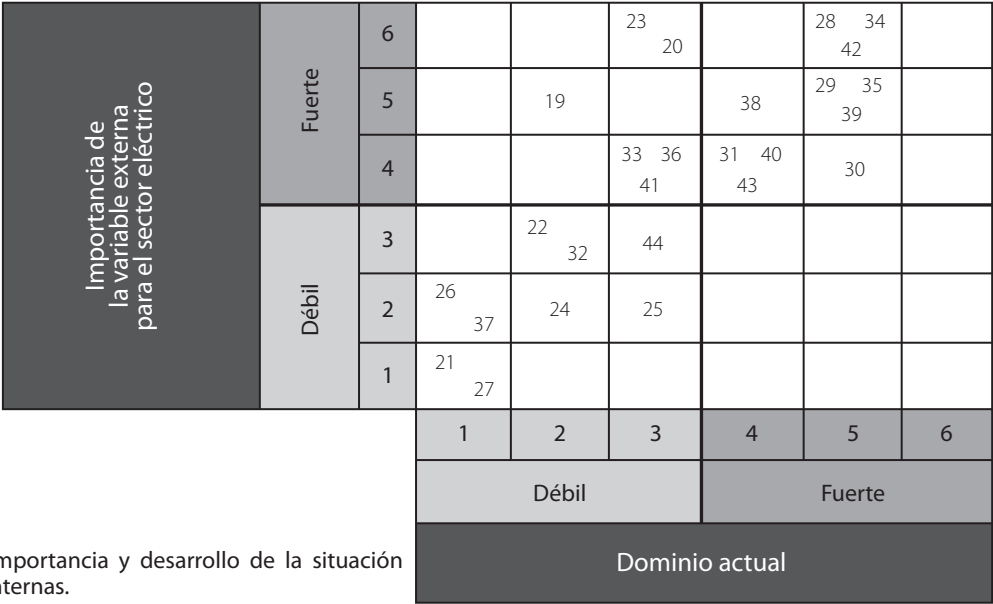 Importancia de
la variable externa
para el sector eléctrico
Fuerte
6
23
20
28 34
42
5
19
38
29 35
39
4
33 36
41
31 40
43
30
Débil
3
22
32
44
2
26
37
24
25
1
21
27
1 2 3 4 5 6
Débil Fuerte
Dominio actual
mportancia y desarrollo de la situación
nternas.